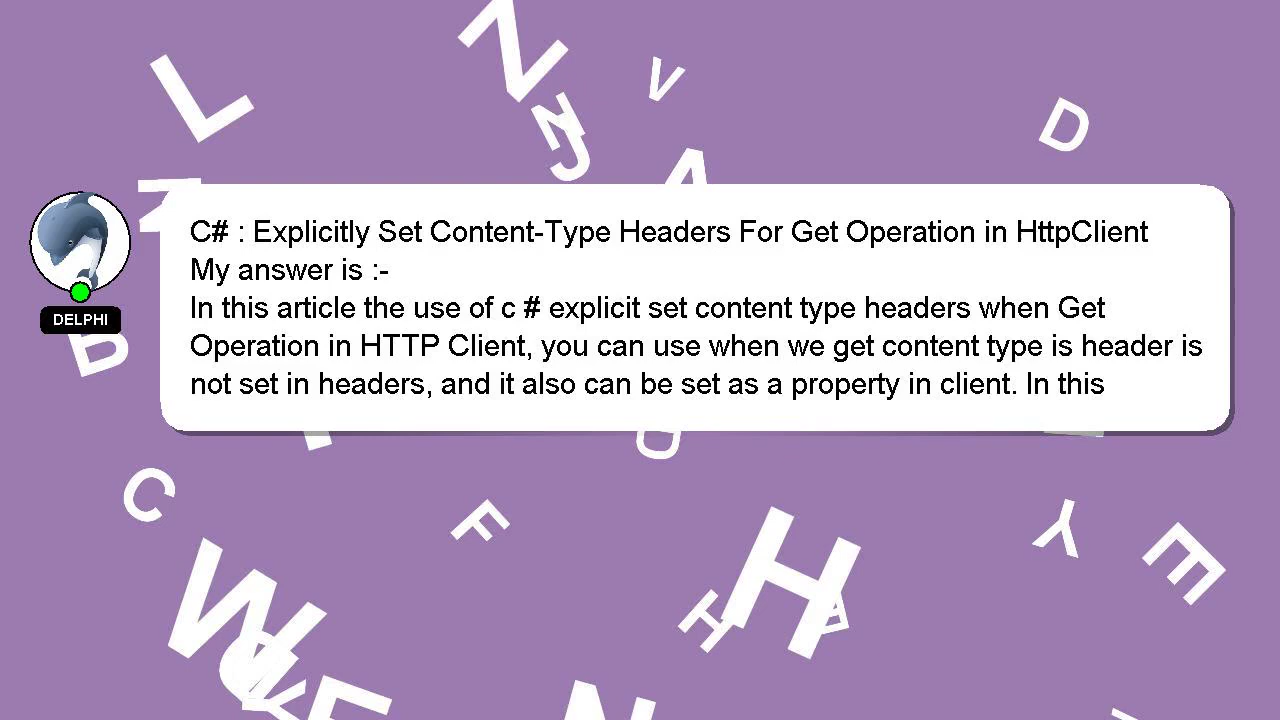 C# : Explicitly Set Content-Type Headers For Get Operation in HttpClient
My answer is :-
In this article the use of c # explicit set content type headers when Get
Operation in HTTP Client, you can use when we get content type is header is
not set in headers, and it also can be set as a property in client. In this
DELPHI
L
N
V
N
J
D
A
B
C
F
H
Y
E
W
H
A
F
N